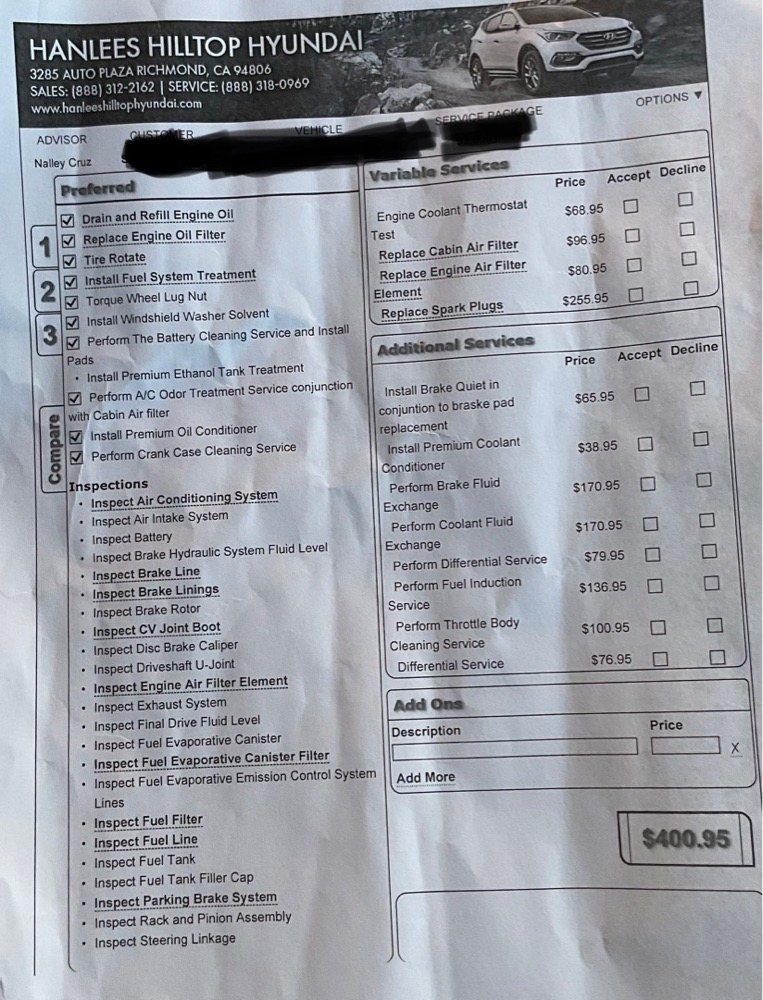 HANLEES HILLTOP HYUNDAI
3285 AUTO PLAZA RICHMOND, CA 94806
SALES: (888) 312-2162 | SERVICE: (888) 318-0969
www.hanleeshilltophyundai.com
ADVISOR CUSTOMER VEHICLE SERVICE PACKAGE OPTIONS ▼
Nalley Cruz
Preferred
1
2
3
Compare
☑ Drain and Refill Engine Oil
☑ Replace Engine Oil Filter
☑ Tire Rotate
☑ Install Fuel System Treatment
☑ Torque Wheel Lug Nut
☑ Install Windshield Washer Solvent
☑ Perform The Battery Cleaning Service and Install
Pads
• Install Premium Ethanol Tank Treatment
☑ Perform A/C Odor Treatment Service conjunction
with Cabin Air filter
☑ Install Premium Oil Conditioner
☑ Perform Crank Case Cleaning Service
Inspections
• Inspect Air Conditioning System
• Inspect Air Intake System
• Inspect Battery
• Inspect Brake Hydraulic System Fluid Level
• Inspect Brake Line
• Inspect Brake Linings
• Inspect Brake Rotor
• Inspect CV Joint Boot
• Inspect Disc Brake Caliper
• Inspect Driveshaft U-Joint
• Inspect Engine Air Filter Element
• Inspect Exhaust System
• Inspect Final Drive Fluid Level
• Inspect Fuel Evaporative Canister
• Inspect Fuel Evaporative Canister Filter
• Inspect Fuel Evaporative Emission Control System
Lines
• Inspect Fuel Filter
• Inspect Fuel Line
• Inspect Fuel Tank
• Inspect Fuel Tank Filler Cap
• Inspect Parking Brake System
• Inspect Rack and Pinion Assembly
• Inspect Steering Linkage
Variable Services
Price Accept Decline
Engine Coolant Thermostat $68.95 ☐ ☐
Test
Replace Cabin Air Filter $96.95 ☐ ☐
Replace Engine Air Filter $80.95 ☐ ☐
Element
Replace Spark Plugs $255.95 ☐ ☐
Additional Services
Price Accept Decline
Install Brake Quiet in
conjuntion to braske pad $65.95 ☐ ☐
replacement
Install Premium Coolant $38.95 ☐ ☐
Conditioner
Perform Brake Fluid $170.95 ☐ ☐
Exchange
Perform Coolant Fluid $170.95 ☐ ☐
Exchange
Perform Differential Service $79.95 ☐ ☐
Perform Fuel Induction $136.95 ☐ ☐
Service
Perform Throttle Body $100.95 ☐ ☐
Cleaning Service
Differential Service $76.95 ☐ ☐
Add Ons
Description Price
X
Add More
$400.95